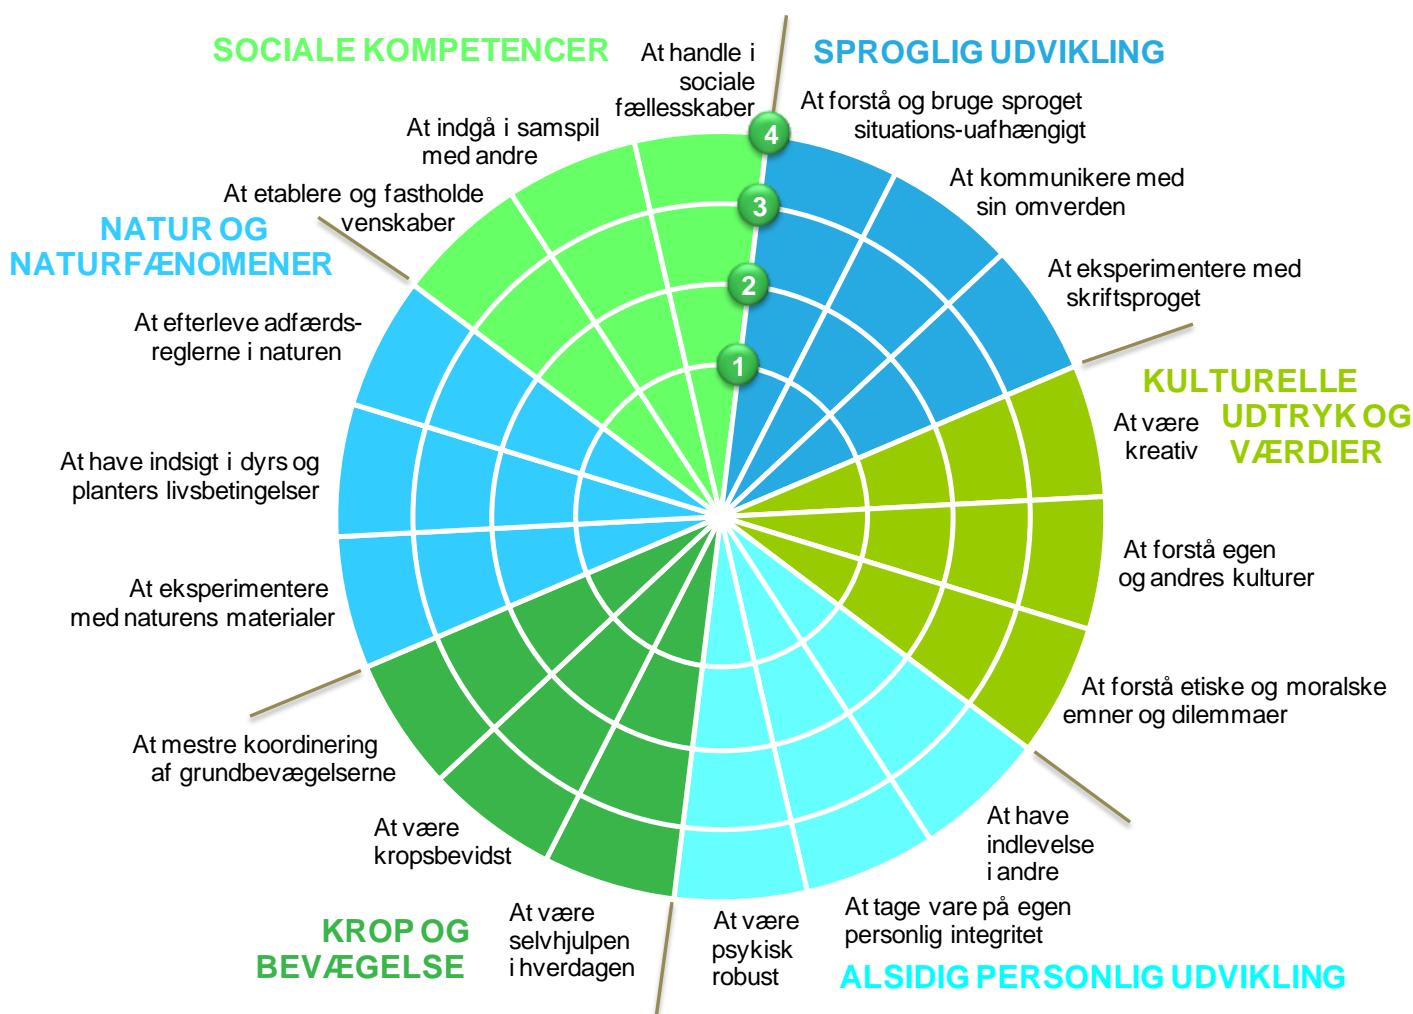 SOCIALE KOMPETENCER
At handle i
sociale
fællesskaber
At indgå i samspil
med andre
At etablere og fastholde
venskaber
SPROGLIG UDVIKLING
At forstå og bruge sproget
situations-uafhængigt
At kommunikere med
sin omverden
At eksperimentere med
skriftsproget
4
3
2
1
NATUR OG
NATURFÆNOMENER
At efterleve adfærds-
reglerne i naturen
At have indsigt i dyrs og
planters livsbetingelser
At eksperimentere
med naturens materialer
KULTURELLE
UDTRYK OG
VÆRDIER
At være
kreativ
At forstå egen
og andres kulturer
At forstå etiske og moralske
emner og dilemmaer
At mestre koordinering
af grundbevægelserne
At være
kropsbevidst
At være
selvhjulpen
i hverdagen
KROP OG
BEVÆGELSE
At have
indlevelse
i andre
At tage vare på egen
personlig integritet
At være
psykisk
robust
ALSIDIG PERSONLIG UDVIKLING